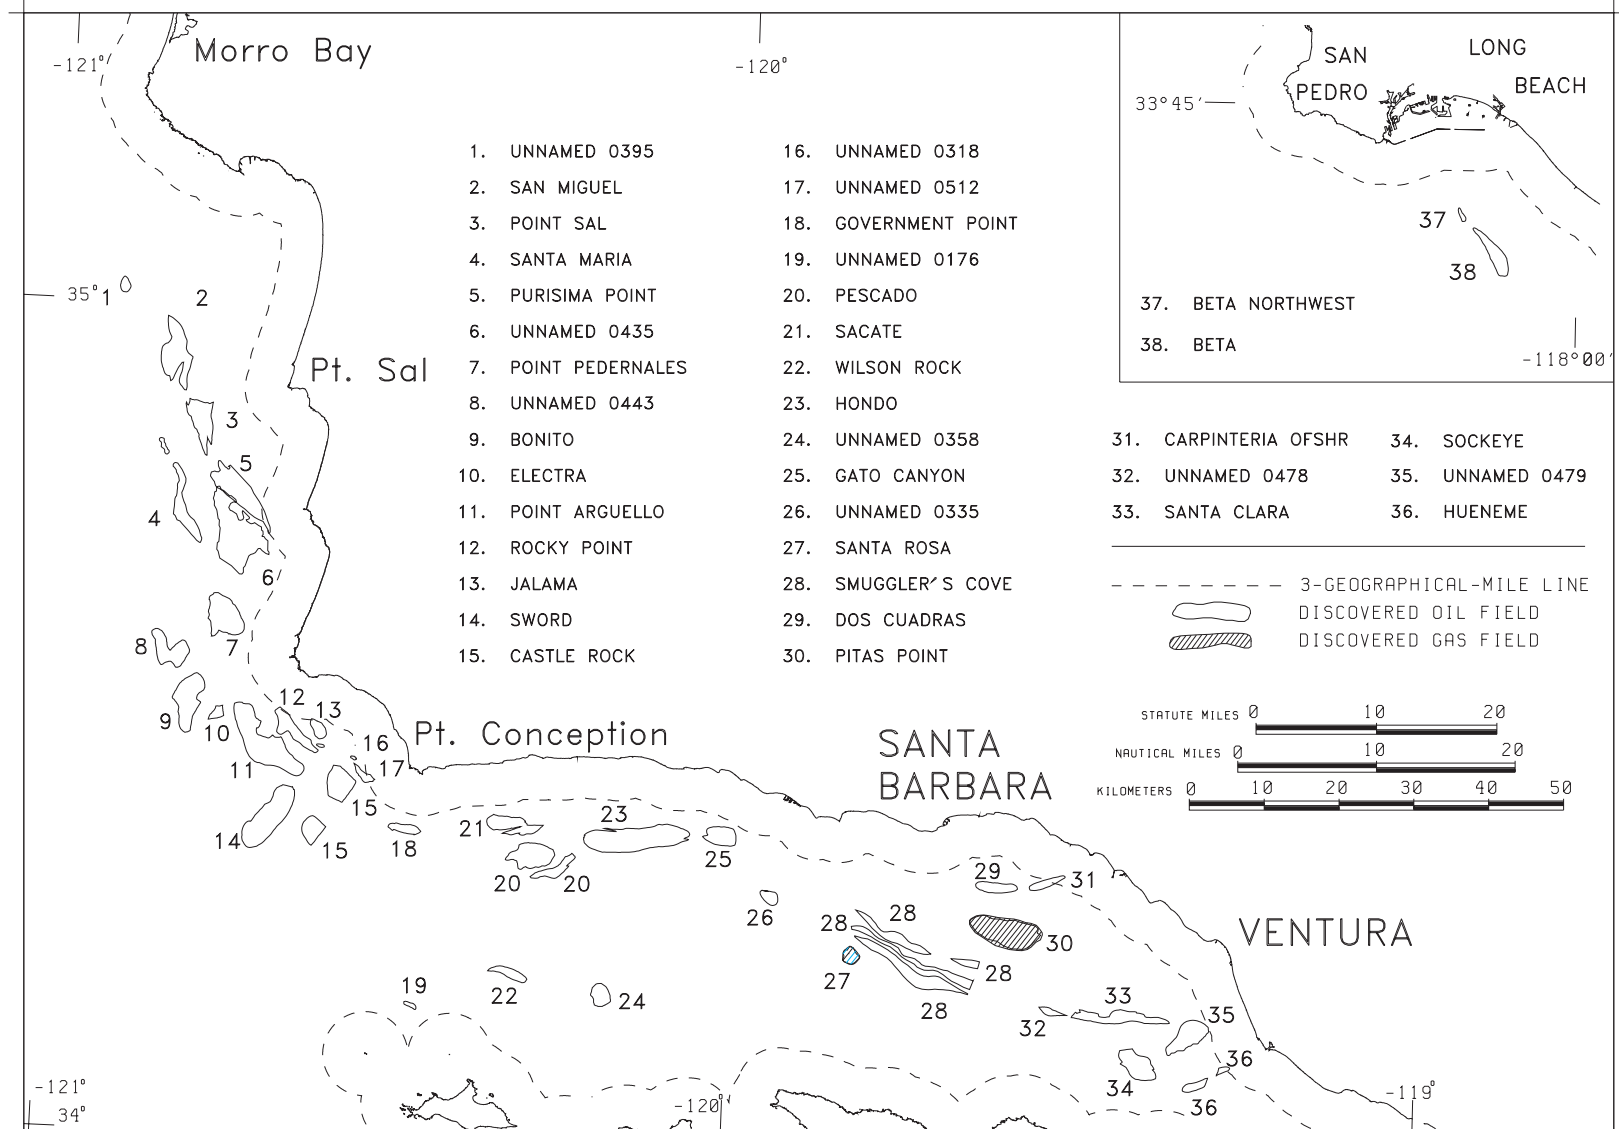 Morro Bay
-121°
-120°
SAN
PEDRO
LONG
BEACH
33°45'
37
38
37. BETA NORTHWEST
38. BETA
-118°00'
1. UNNAMED 0395
2. SAN MIGUEL
3. POINT SAL
4. SANTA MARIA
5. PURISIMA POINT
6. UNNAMED 0435
7. POINT PEDERNALES
8. UNNAMED 0443
9. BONITO
10. ELECTRA
11. POINT ARGUELLO
12. ROCKY POINT
13. JALAMA
14. SWORD
15. CASTLE ROCK
16. UNNAMED 0318
17. UNNAMED 0512
18. GOVERNMENT POINT
19. UNNAMED 0176
20. PESCADO
21. SACATE
22. WILSON ROCK
23. HONDO
24. UNNAMED 0358
25. GATO CANYON
26. UNNAMED 0335
27. SANTA ROSA
28. SMUGGLER'S COVE
29. DOS CUADRAS
30. PITAS POINT
31. CARPINTERIA OFSHR
32. UNNAMED 0478
33. SANTA CLARA
34. SOCKEYE
35. UNNAMED 0479
36. HUENEME
3-GEOGRAPHICAL-MILE LINE
DISCOVERED OIL FIELD
DISCOVERED GAS FIELD
STATUTE MILES 0 10 20
NAUTICAL MILES 0 10 20
KILOMETERS 0 10 20 30 40 50
35°
1
2
Pt. Sal
3
5
4
6
7
8
9
10
12
13
11
16
17
15
14
15
18
Pt. Conception
SANTA
BARBARA
21
23
25
20
20
29
31
26
28
28
30
VENTURA
27
28
28
19
22
24
33
32
35
36
34
36
-121°
34°
-120°
-119°